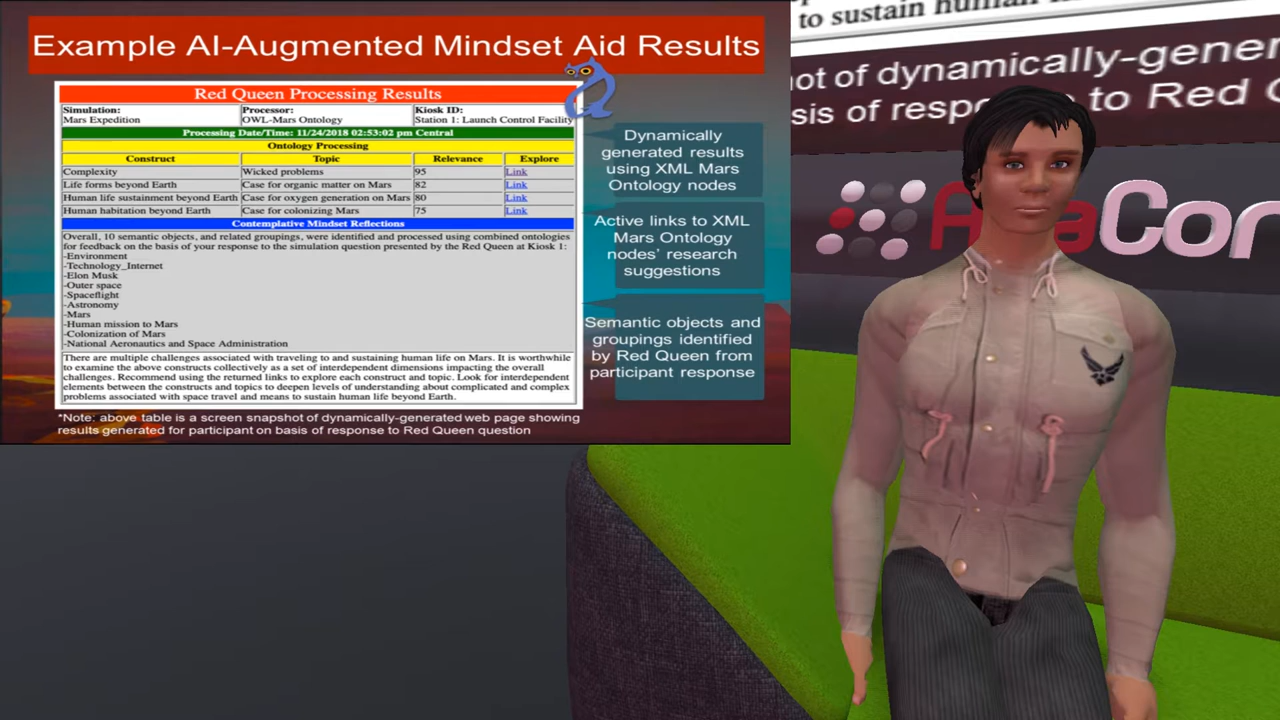 Example AI-Augmented Mindset Aid Results
Red Queen Processing Results
Simulation: Processor: Kiosk ID:
Mars Expedition OWL-Mars Ontology Station 1: Launch Control Facility
Processing Date/Time: 11/24/2018 02:53:02 pm Central
Ontology Processing
Construct Topic Relevance Explore
Complexity Wicked problems 95 Link
Life forms beyond Earth Case for organic matter on Mars 82 Link
Human life sustainment beyond Earth Case for oxygen generation on Mars 80 Link
Human habitation beyond Earth Case for colonizing Mars 75 Link
Contemplative Mindset Reflections
Overall, 10 semantic objects, and related groupings, were identified and processed using combined ontologies
for feedback on the basis of your response to the simulation question presented by the Red Queen at Kiosk 1:
-Environment
-Technology_Internet
-Elon Musk
-Outer space
-Spaceflight
-Astronomy
-Mars
-Human mission to Mars
-Colonization of Mars
-National Aeronautics and Space Administration
There are multiple challenges associated with traveling to and sustaining human life on Mars. It is worthwhile
to examine the above constructs collectively as a set of interdependent dimensions impacting the overall
challenges. Recommend using the returned links to explore each construct and topic. Look for interdependent
elements between the constructs and topics to deepen levels of understanding about complicated and complex
problems associated with space travel and means to sustain human life beyond Earth.
*Note: above table is a screen snapshot of dynamically-generated web page showing
results generated for participant on basis of response to Red Queen question
Dynamically
generated results
using XML Mars
Ontology nodes
Active links to XML
Mars Ontology
nodes' research
suggestions
Semantic objects and
groupings identified
by Red Queen from
participant response
to sustain human
hot of dynamically-gener
sis of resp to Red
A aCor